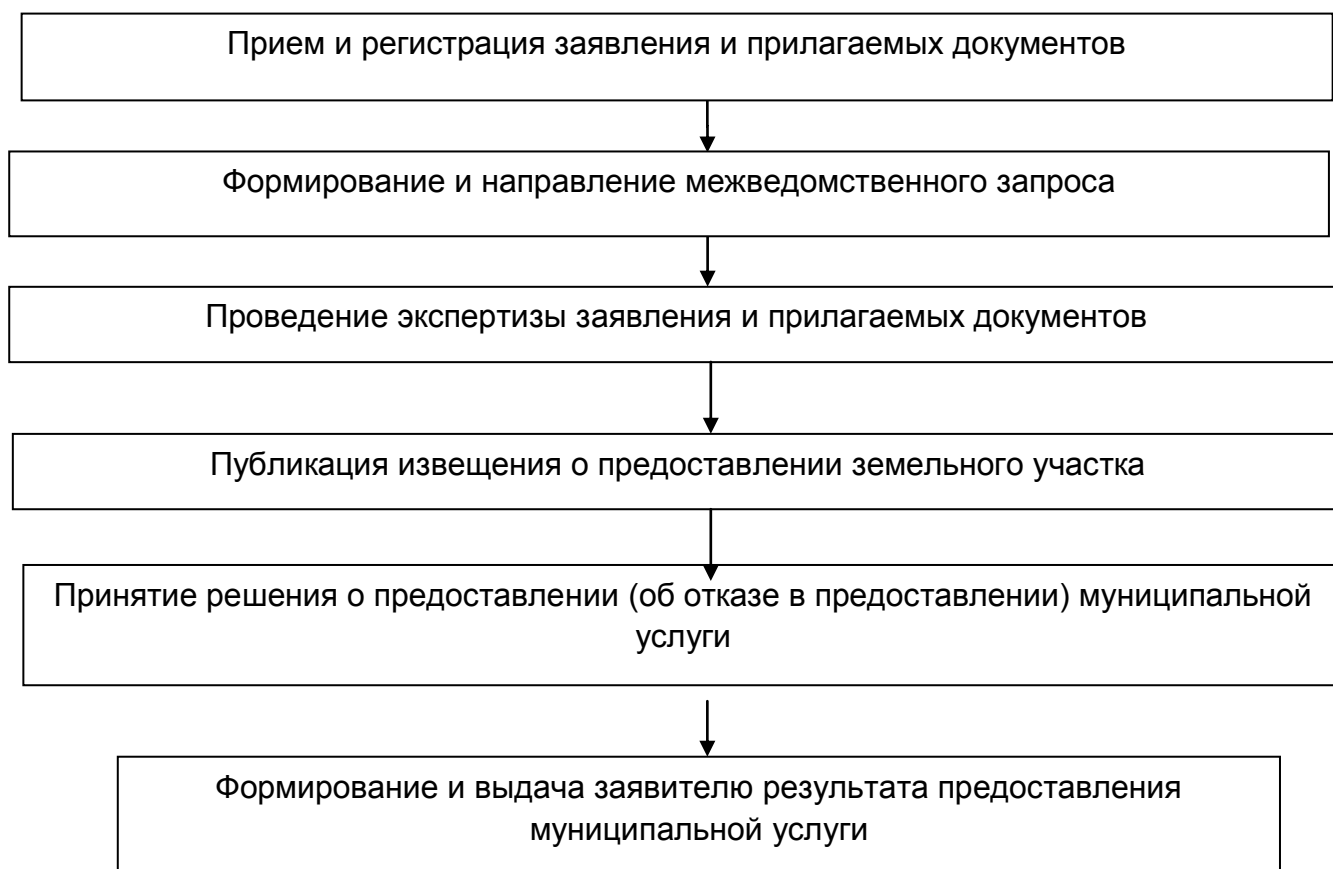 Прием и регистрация заявления и прилагаемых документов
Формирование и направление межведомственного запроса
Проведение экспертизы заявления и прилагаемых документов
Публикация извещения о предоставлении земельного участка
Принятие решения о предоставлении (об отказе в предоставлении) муниципальной
услуги
Формирование и выдача заявителю результата предоставления
муниципальной услуги